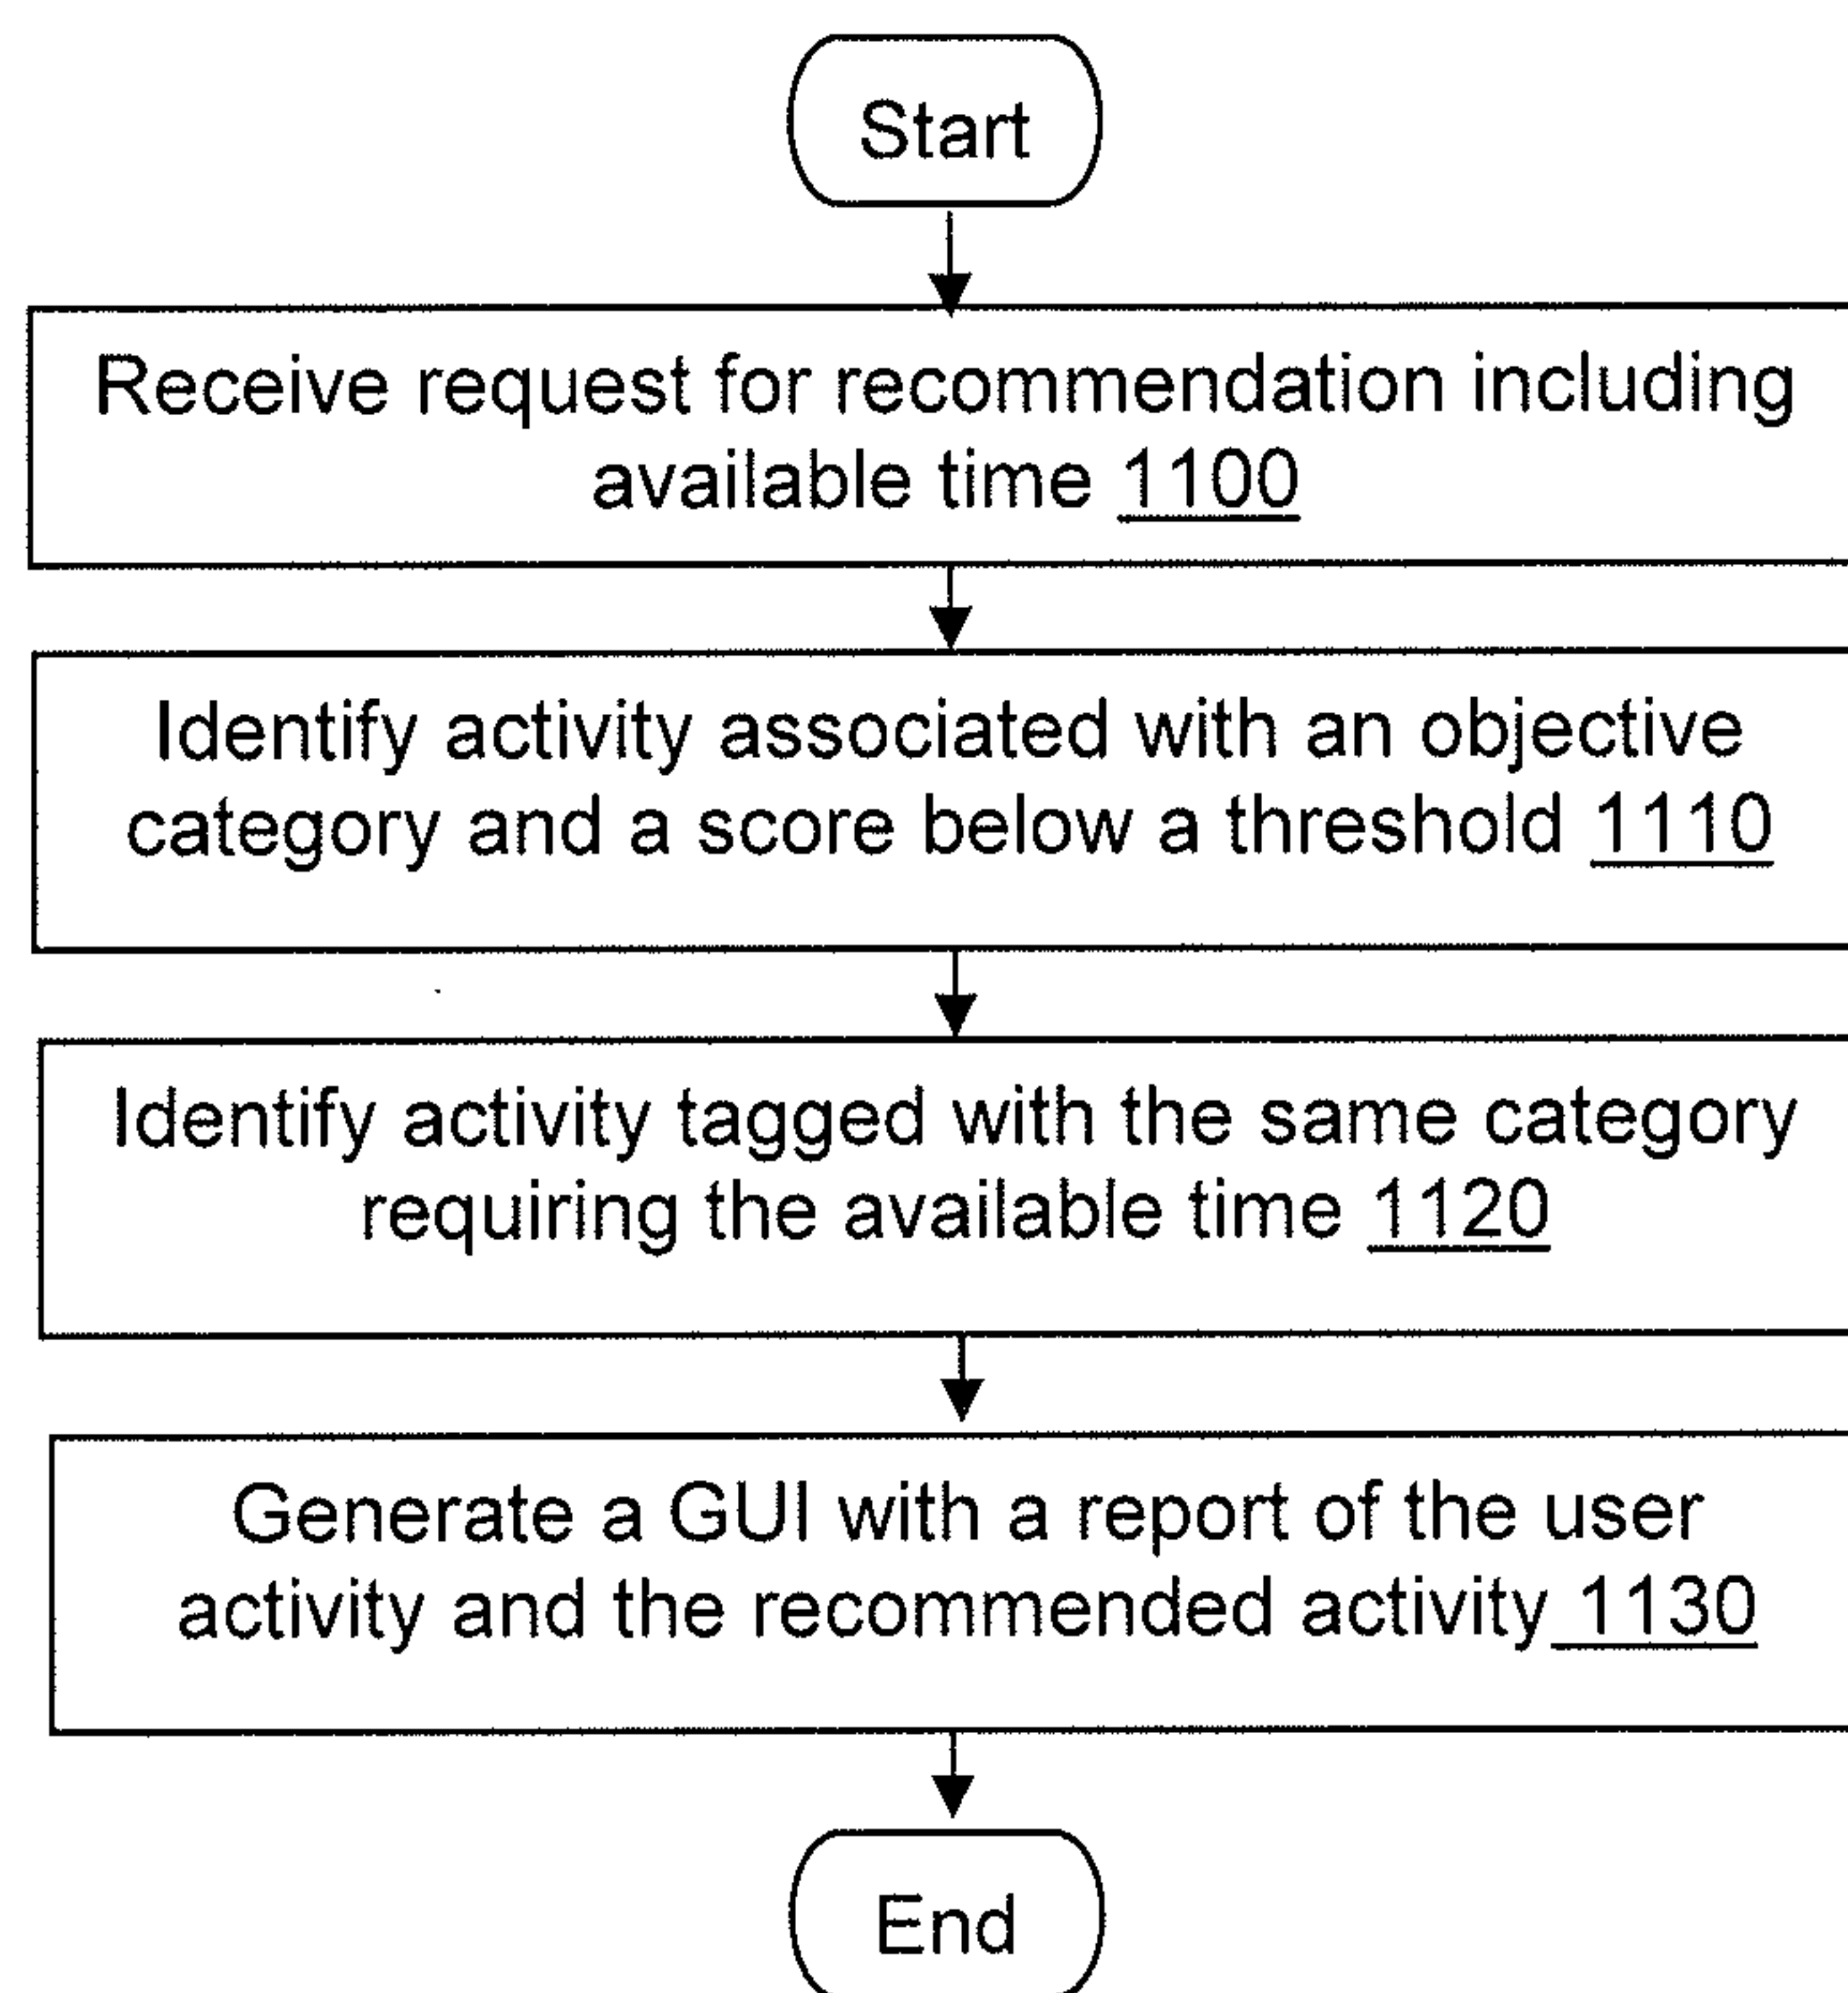 Start
Receive request for recommendation including
available time 1100
Identify activity associated with an objective
category and a score below a threshold 1110
Identify activity tagged with the same category
requiring the available time 1120
Generate a GUI with a report of the user
activity and the recommended activity 1130
End